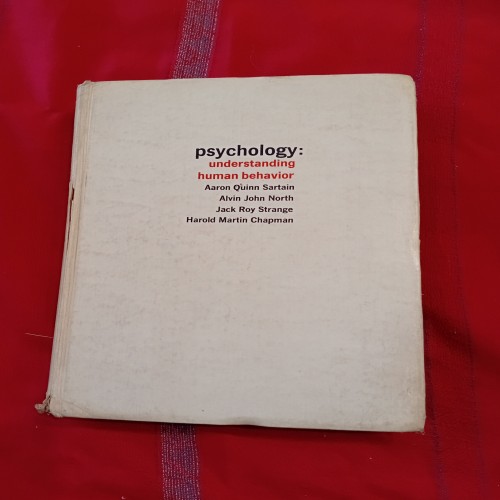 psychology:
understanding
human behavior
Aaron Quinn Sartain
Alvin John North
Jack Roy Strange
Harold Martin Chapman